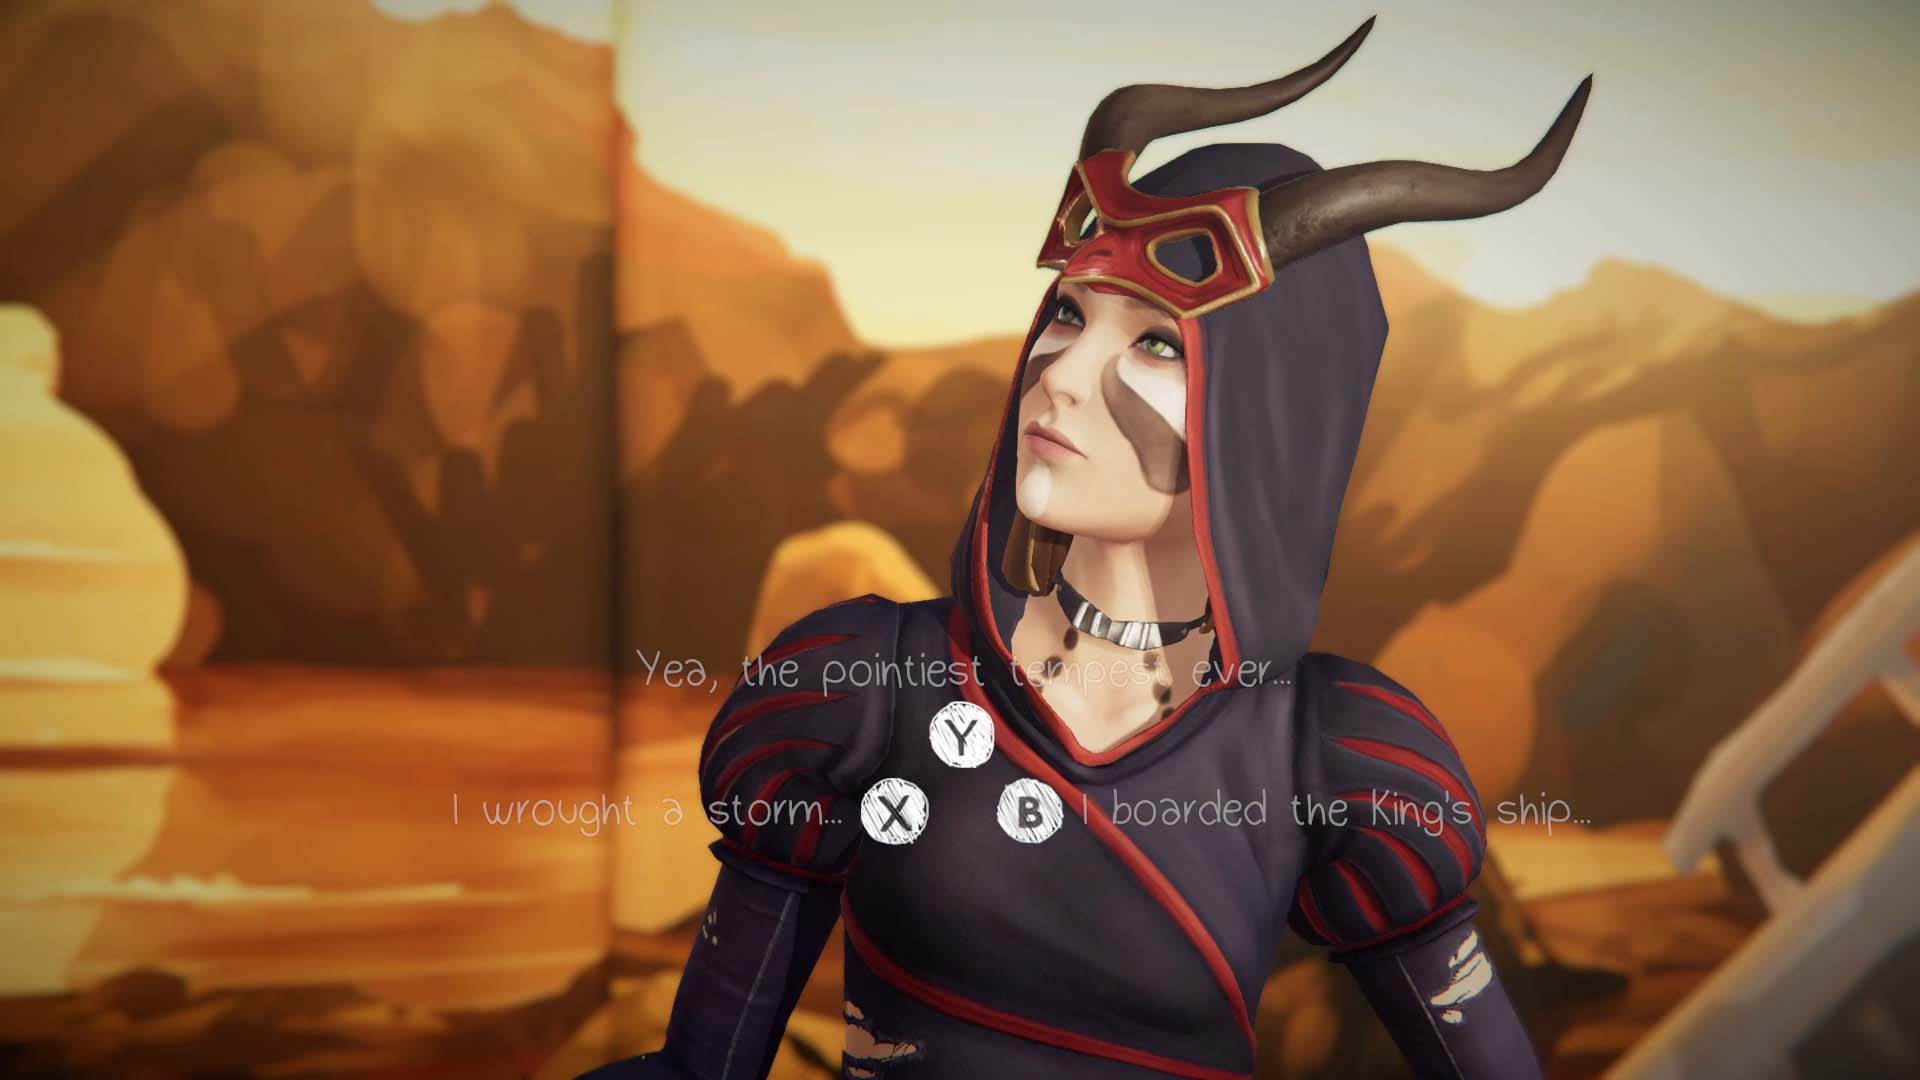 Yea, the pointiest tempest ever...
Y
I wrought a storm... X B I boarded the King's ship...